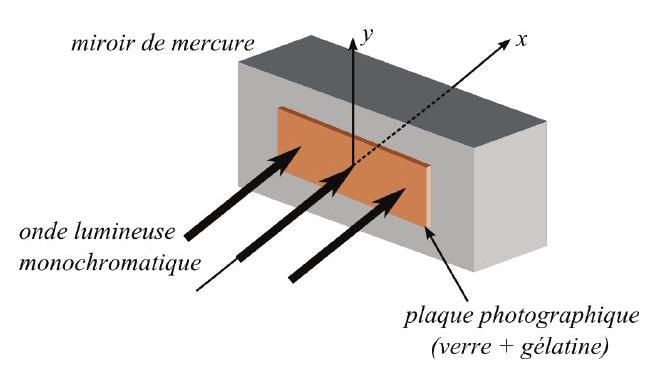 miroir de mercure
y
x
onde lumineuse
monochromatique
plaque photographique
(verre + gélatine)